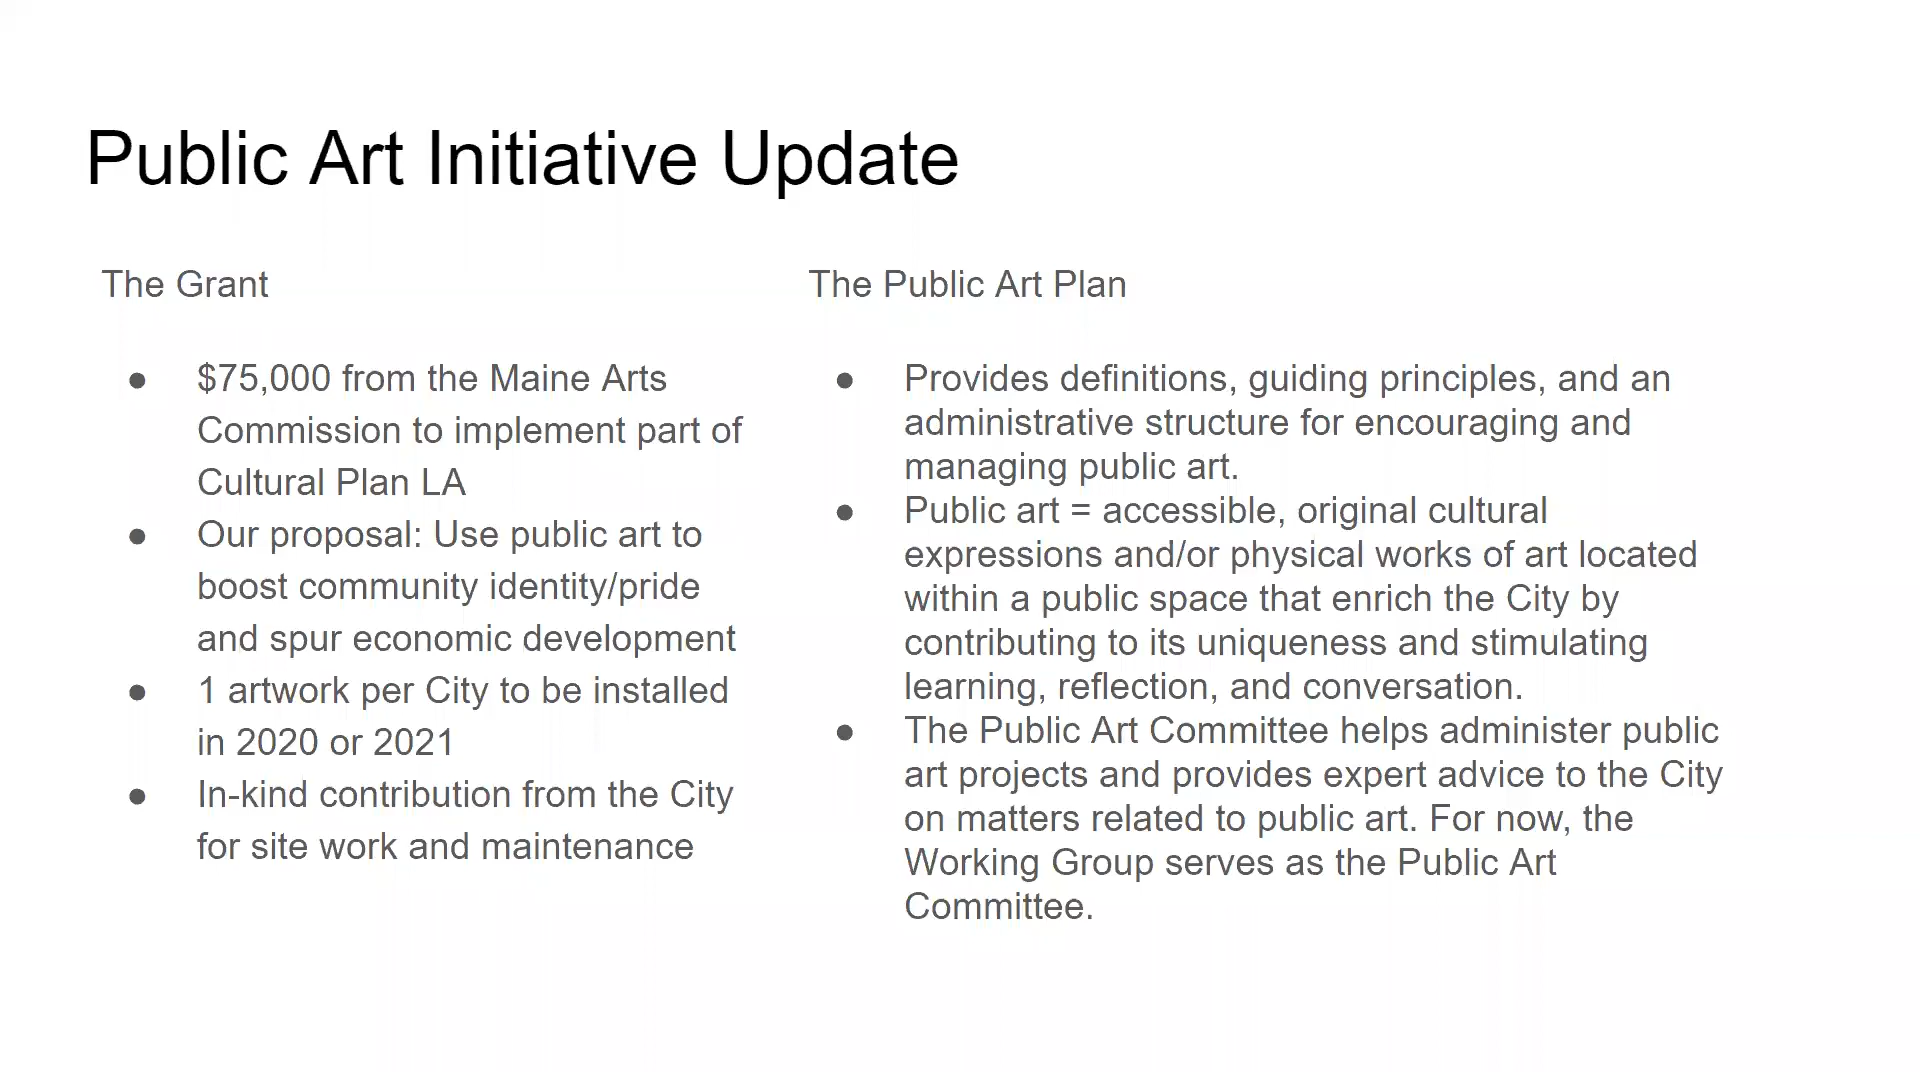 Public Art Initiative Update
The Grant
● $75,000 from the Maine Arts
Commission to implement part of
Cultural Plan LA
● Our proposal: Use public art to
boost community identity/pride
and spur economic development
● 1 artwork per City to be installed
in 2020 or 2021
● In-kind contribution from the City
for site work and maintenance
The Public Art Plan
● Provides definitions, guiding principles, and an
administrative structure for encouraging and
managing public art.
● Public art = accessible, original cultural
expressions and/or physical works of art located
within a public space that enrich the City by
contributing to its uniqueness and stimulating
learning, reflection, and conversation.
● The Public Art Committee helps administer public
art projects and provides expert advice to the City
on matters related to public art. For now, the
Working Group serves as the Public Art
Committee.